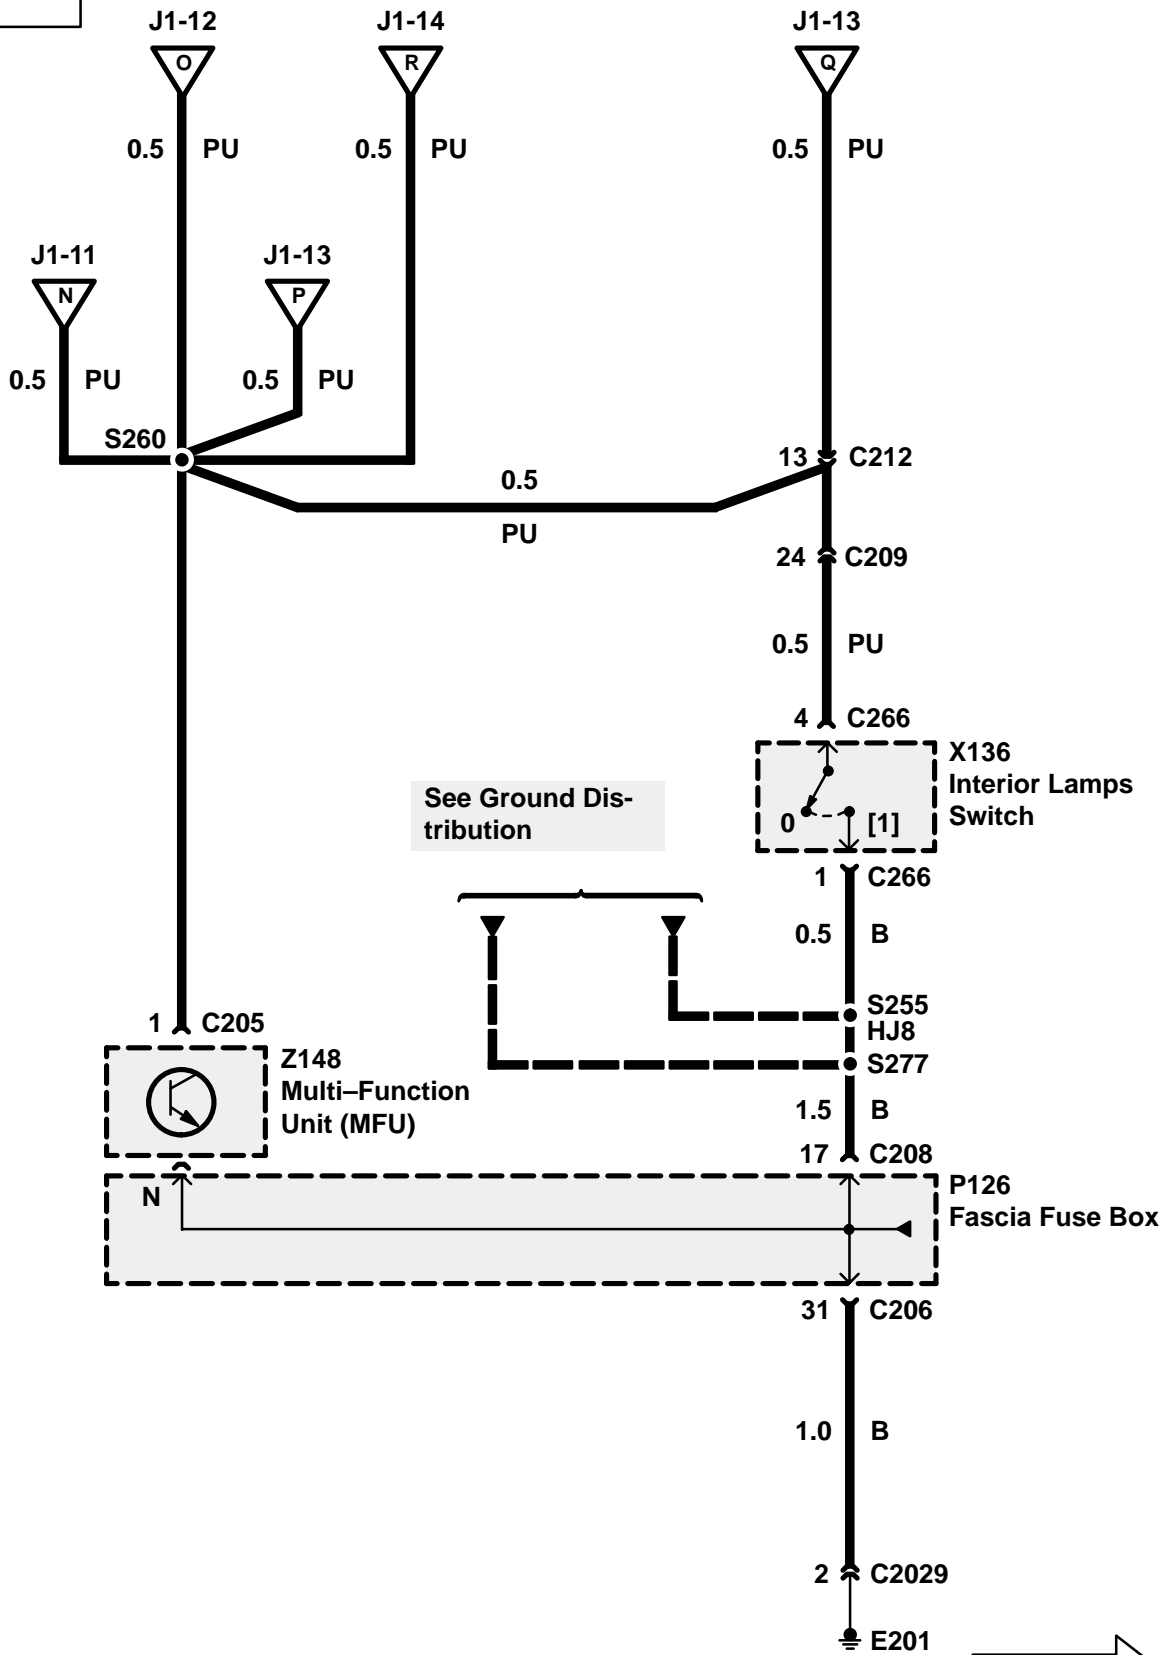 J1-12 J1-14 J1-13
O R Q
0.5 PU 0.5 PU 0.5 PU
J1-11 J1-13
N P
0.5 PU 0.5 PU
S260
13 C212
0.5
PU
24 C209
0.5 PU
4 C266
X136
Interior Lamps
Switch
0 [1]
See Ground Dis-
tribution
1 C266
0.5 B
S255
HJ8
S277
1 C205
Z148
Multi–Function
Unit (MFU)
1.5 B
17 C208
N
P126
Fascia Fuse Box
31 C206
1.0 B
2 C2029
E201